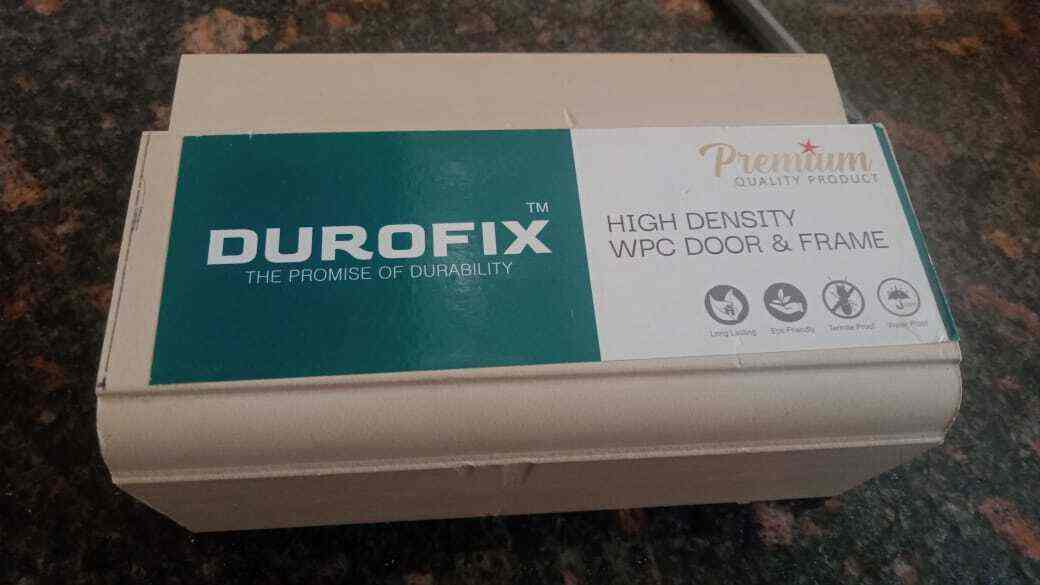 DUROFIX™
THE PROMISE OF DURABILITY
Premium
QUALITY PRODUCT
HIGH DENSITY
WPC DOOR & FRAME
Long Lasting
Eco Friendly
Termite Proof
Water Proof